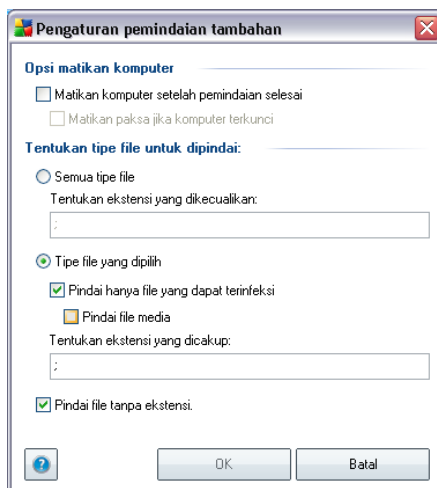 Pengaturan pemindaian tambahan
Opsi matikan komputer
Matikan komputer setelah pemindaian selesai
Matikan paksa jika komputer terkunci
Tentukan tipe file untuk dipindai:
Semua tipe file
Tentukan ekstensi yang dikecualikan:
;
Tipe file yang dipilih
Pindai hanya file yang dapat terinfeksi
Pindai file media
Tentukan ekstensi yang dicakup:
;
Pindai file tanpa ekstensi.
?
OK
Batal